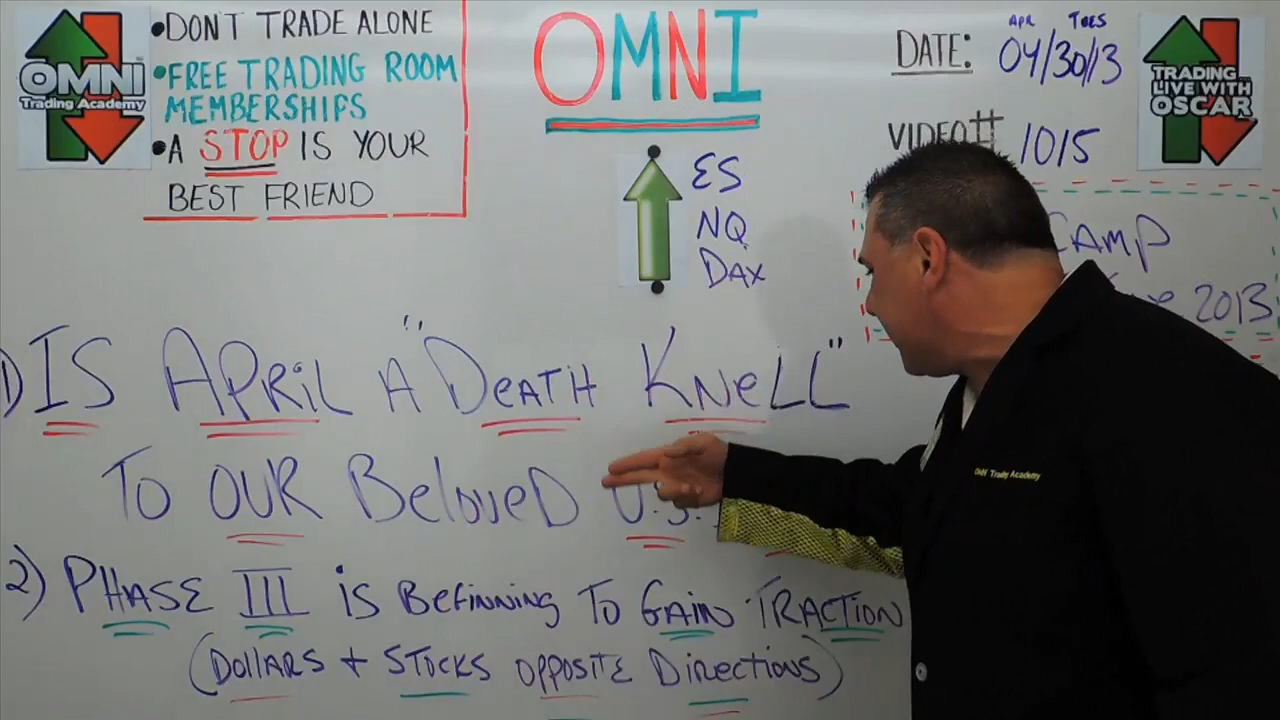 OMNI
Trading Academy
•DON'T TRADE ALONE
•FREE TRADING ROOM
MEMBERSHIPS
•A STOP IS YOUR
BEST FRIEND
OMNI
ES
NQ
DAX
APR TUES
DATE: 04/30/13
VIDEO# 1015
TRADING
LIVE WITH
OSCAR
CAMP
2013
1) IS APRIL A "DEATH KNELL"
TO OUR BELOVED U.S.
2) PHASE III IS BEGINNING TO GAIN TRACTION
(DOLLARS + STOCKS OPPOSITE DIRECTIONS)
OMNI Trading Academy